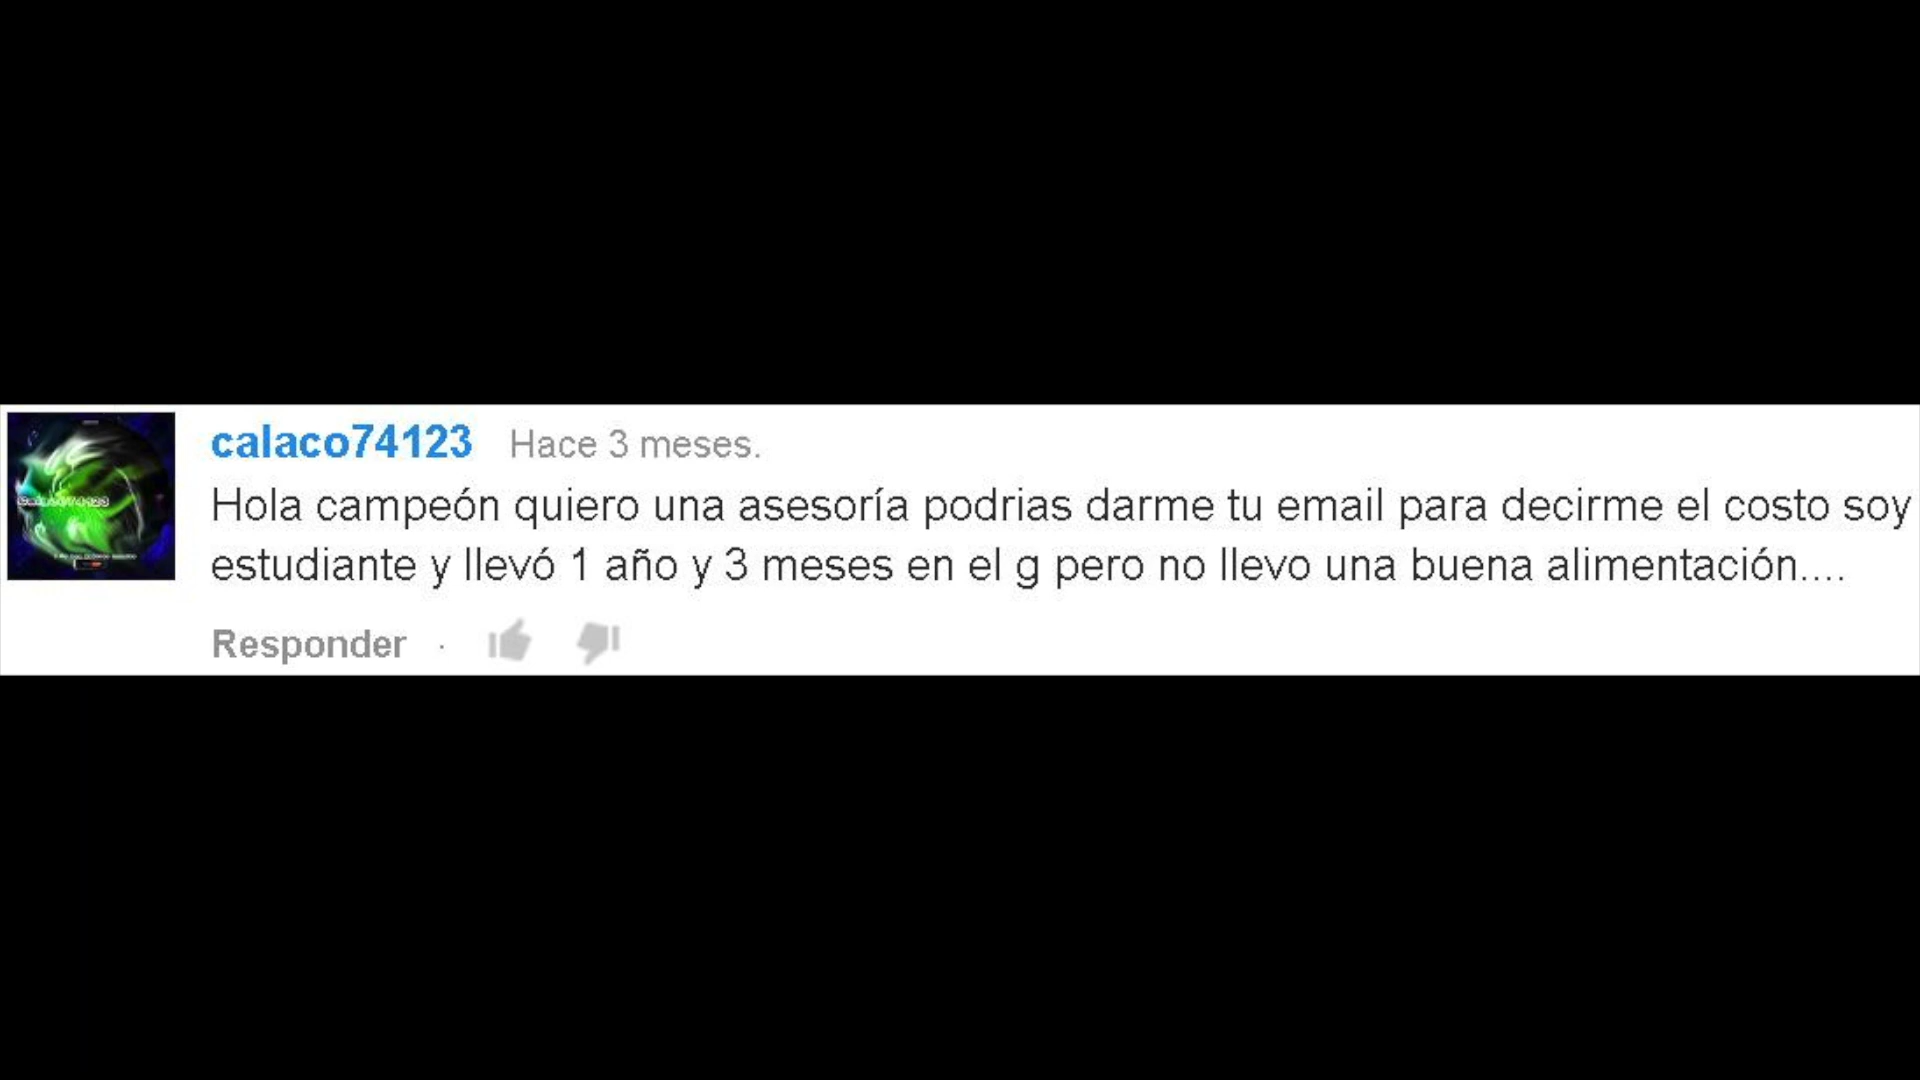 calaco74123 Hace 3 meses.
Hola campeón quiero una asesoría podrias darme tu email para decirme el costo soy
estudiante y llevó 1 año y 3 meses en el g pero no llevo una buena alimentación....
Responder ·